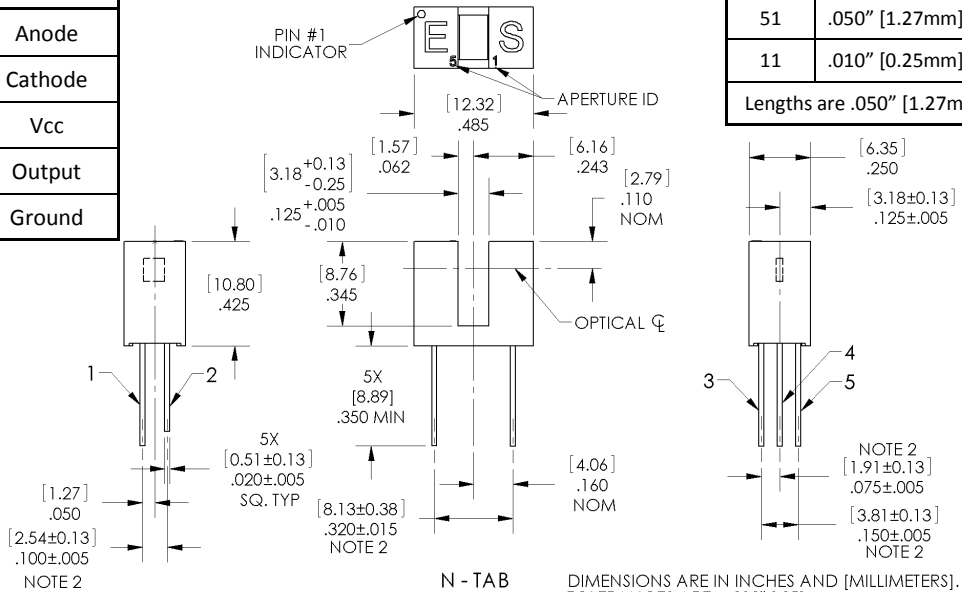 Anode
Cathode
Vcc
Output
Ground
PIN #1
INDICATOR
E
S
5
1
APERTURE ID
51
.050” [1.27mm]
11
.010” [0.25mm]
Lengths are .050” [1.27m
[12.32]
.485
[1.57]
.062
[6.16]
.243
[3.18 +0.13
-0.25]
.125 +.005
-.010
[2.79]
.110
NOM
[6.35]
.250
[3.18±0.13]
.125±.005
[10.80]
.425
[8.76]
.345
OPTICAL ℄
1
2
5X
[8.89]
.350 MIN
3
4
5
5X
[0.51±0.13]
.020±.005
SQ. TYP
[1.27]
.050
[2.54±0.13]
.100±.005
NOTE 2
[4.06]
.160
NOM
[8.13±0.38]
.320±.015
NOTE 2
NOTE 2
[1.91±0.13]
.075±.005
[3.81±0.13]
.150±.005
NOTE 2
N - TAB
DIMENSIONS ARE IN INCHES AND [MILLIMETERS].